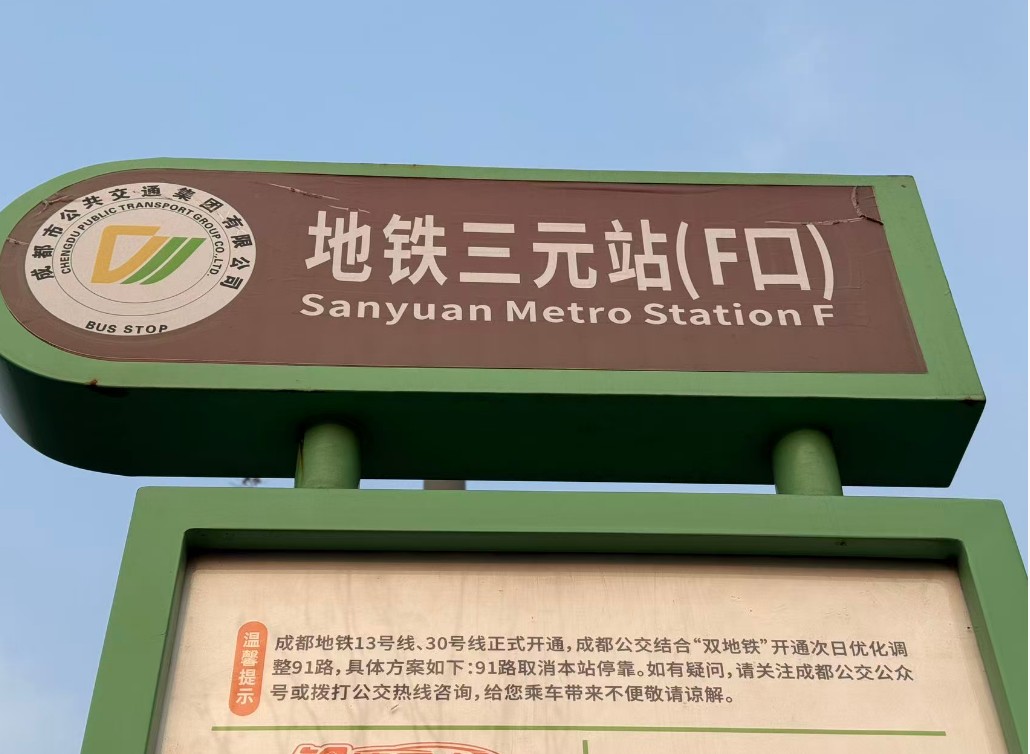 成都市公共交通集团有限公司
CHENGDU PUBLIC TRANSPORT GROUP CO.,LTD.
BUS STOP
地铁三元站(F口)
Sanyuan Metro Station F
温馨提示
成都地铁13号线、30号线正式开通，成都公交结合“双地铁”开通次日优化调
整91路，具体方案如下：91路取消本站停靠。如有疑问，请关注成都公交公众
号或拨打公交热线咨询，给您乘车带来不便敬请谅解。